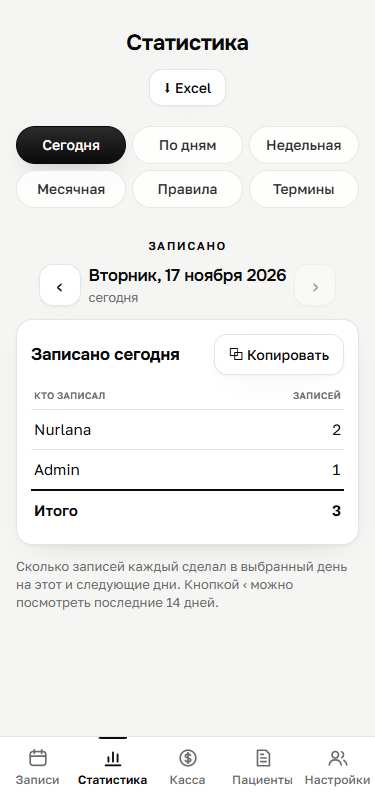 Статистика
⭳ Excel
Сегодня
По дням
Недельная
Месячная
Правила
Термины
ЗАПИСАНО
‹
Вторник, 17 ноября 2026
сегодня
›
Записано сегодня
Копировать
КТО ЗАПИСАЛ ЗАПИСЕЙ
Nurlana 2
Admin 1
Итого 3
Сколько записей каждый сделал в выбранный день
на этот и следующие дни. Кнопкой ‹ можно
посмотреть последние 14 дней.
Записи
Статистика
Касса
Пациенты
Настройки